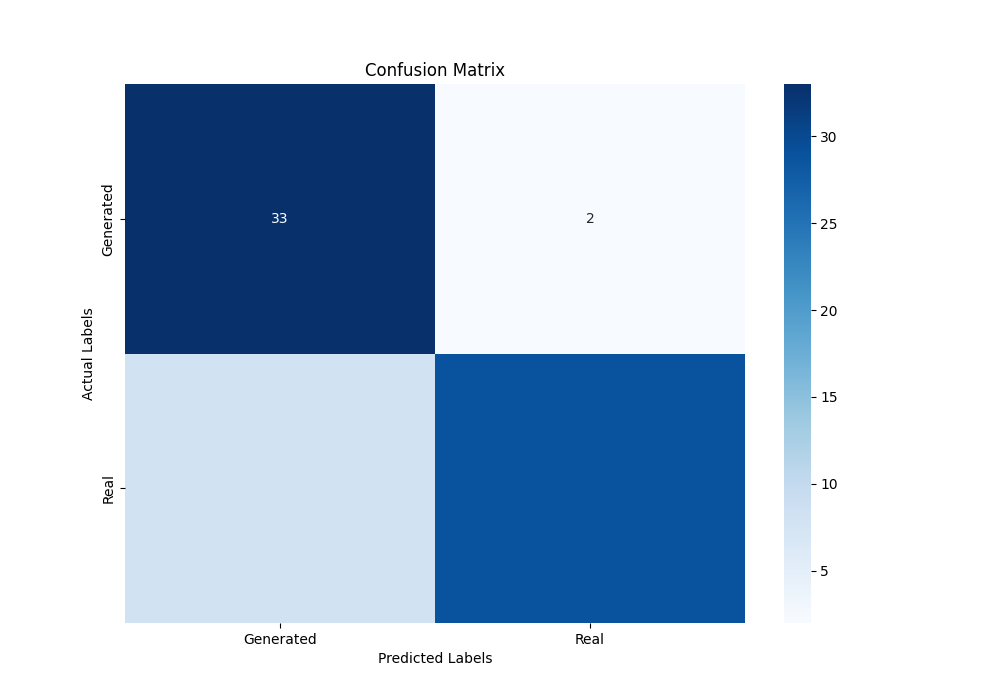 Confusion Matrix
Actual Labels
Generated
33
2
Real
Generated
Real
Predicted Labels
30
25
20
15
10
5